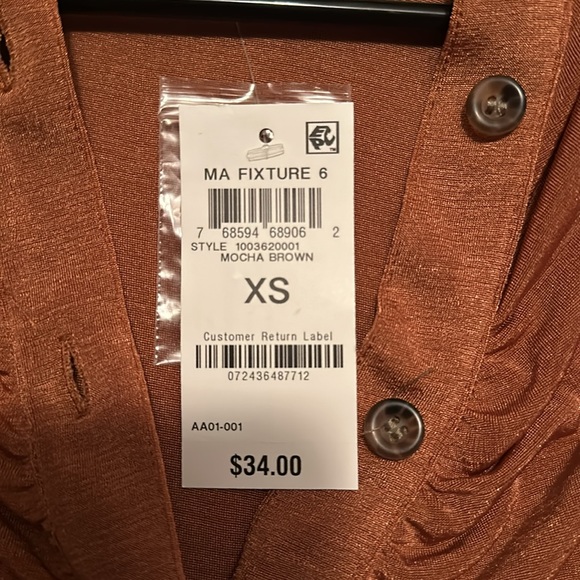 EPC™
MA FIXTURE 6
7 68594 68906 2
STYLE 1003620001
MOCHA BROWN
XS
Customer Return Label
072436487712
AA01-001
$34.00